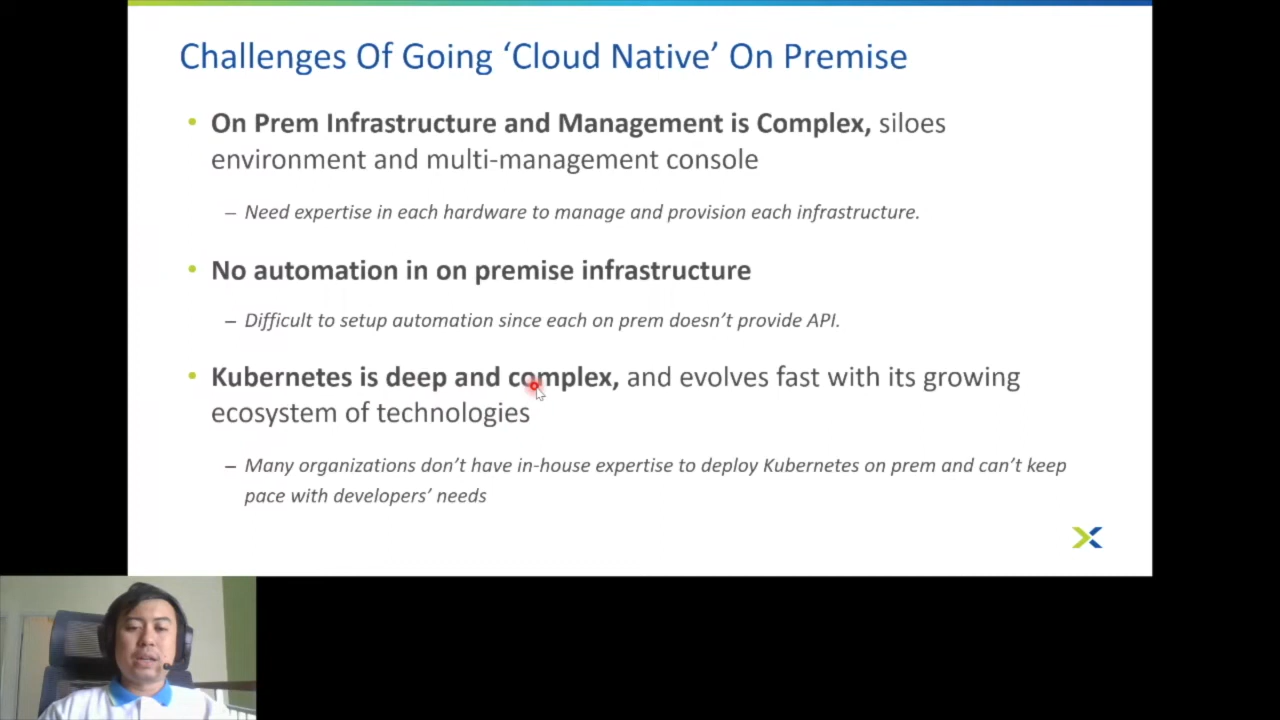 Challenges Of Going ‘Cloud Native’ On Premise
• On Prem Infrastructure and Management is Complex, siloes
environment and multi-management console
– Need expertise in each hardware to manage and provision each infrastructure.
• No automation in on premise infrastructure
– Difficult to setup automation since each on prem doesn’t provide API.
• Kubernetes is deep and complex, and evolves fast with its growing
ecosystem of technologies
– Many organizations don’t have in-house expertise to deploy Kubernetes on prem and can’t keep
pace with developers’ needs